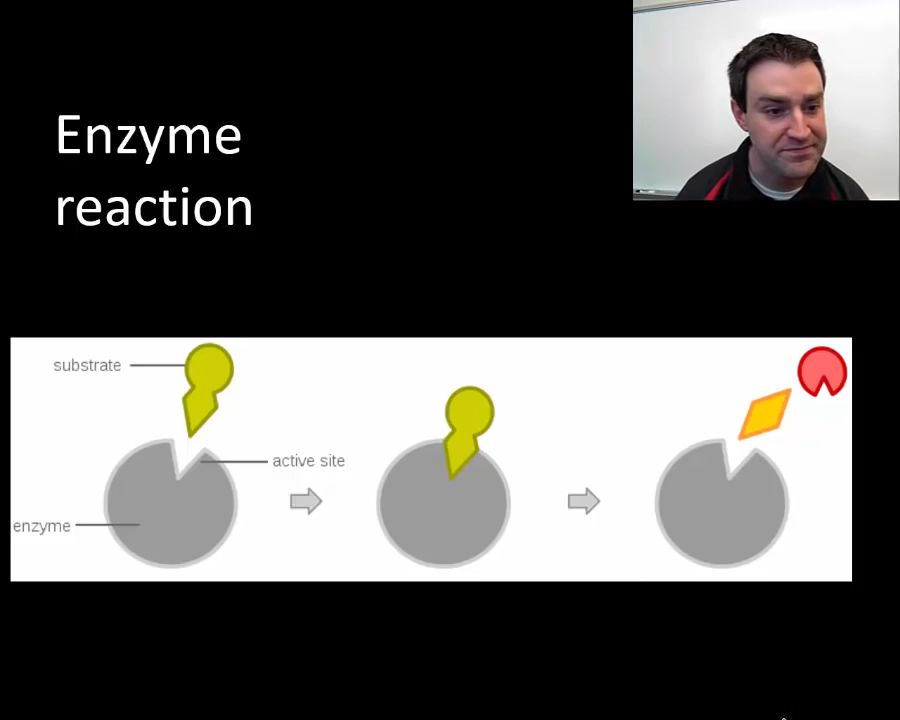 Enzyme
reaction
substrate
active site
enzyme